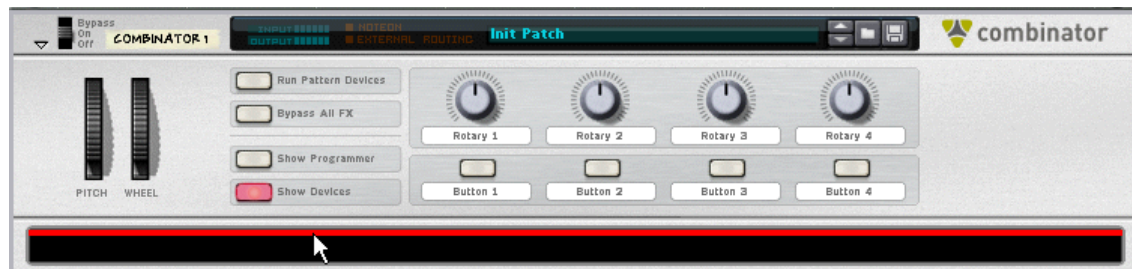 Bypass
On
Off
COMBINATOR 1
INPUT
OUTPUT
NOTEON
EXTERNAL ROUTING
Init Patch
combinator
Run Pattern Devices
Bypass All FX
Show Programmer
Show Devices
PITCH WHEEL
Rotary 1 Rotary 2 Rotary 3 Rotary 4
Button 1 Button 2 Button 3 Button 4